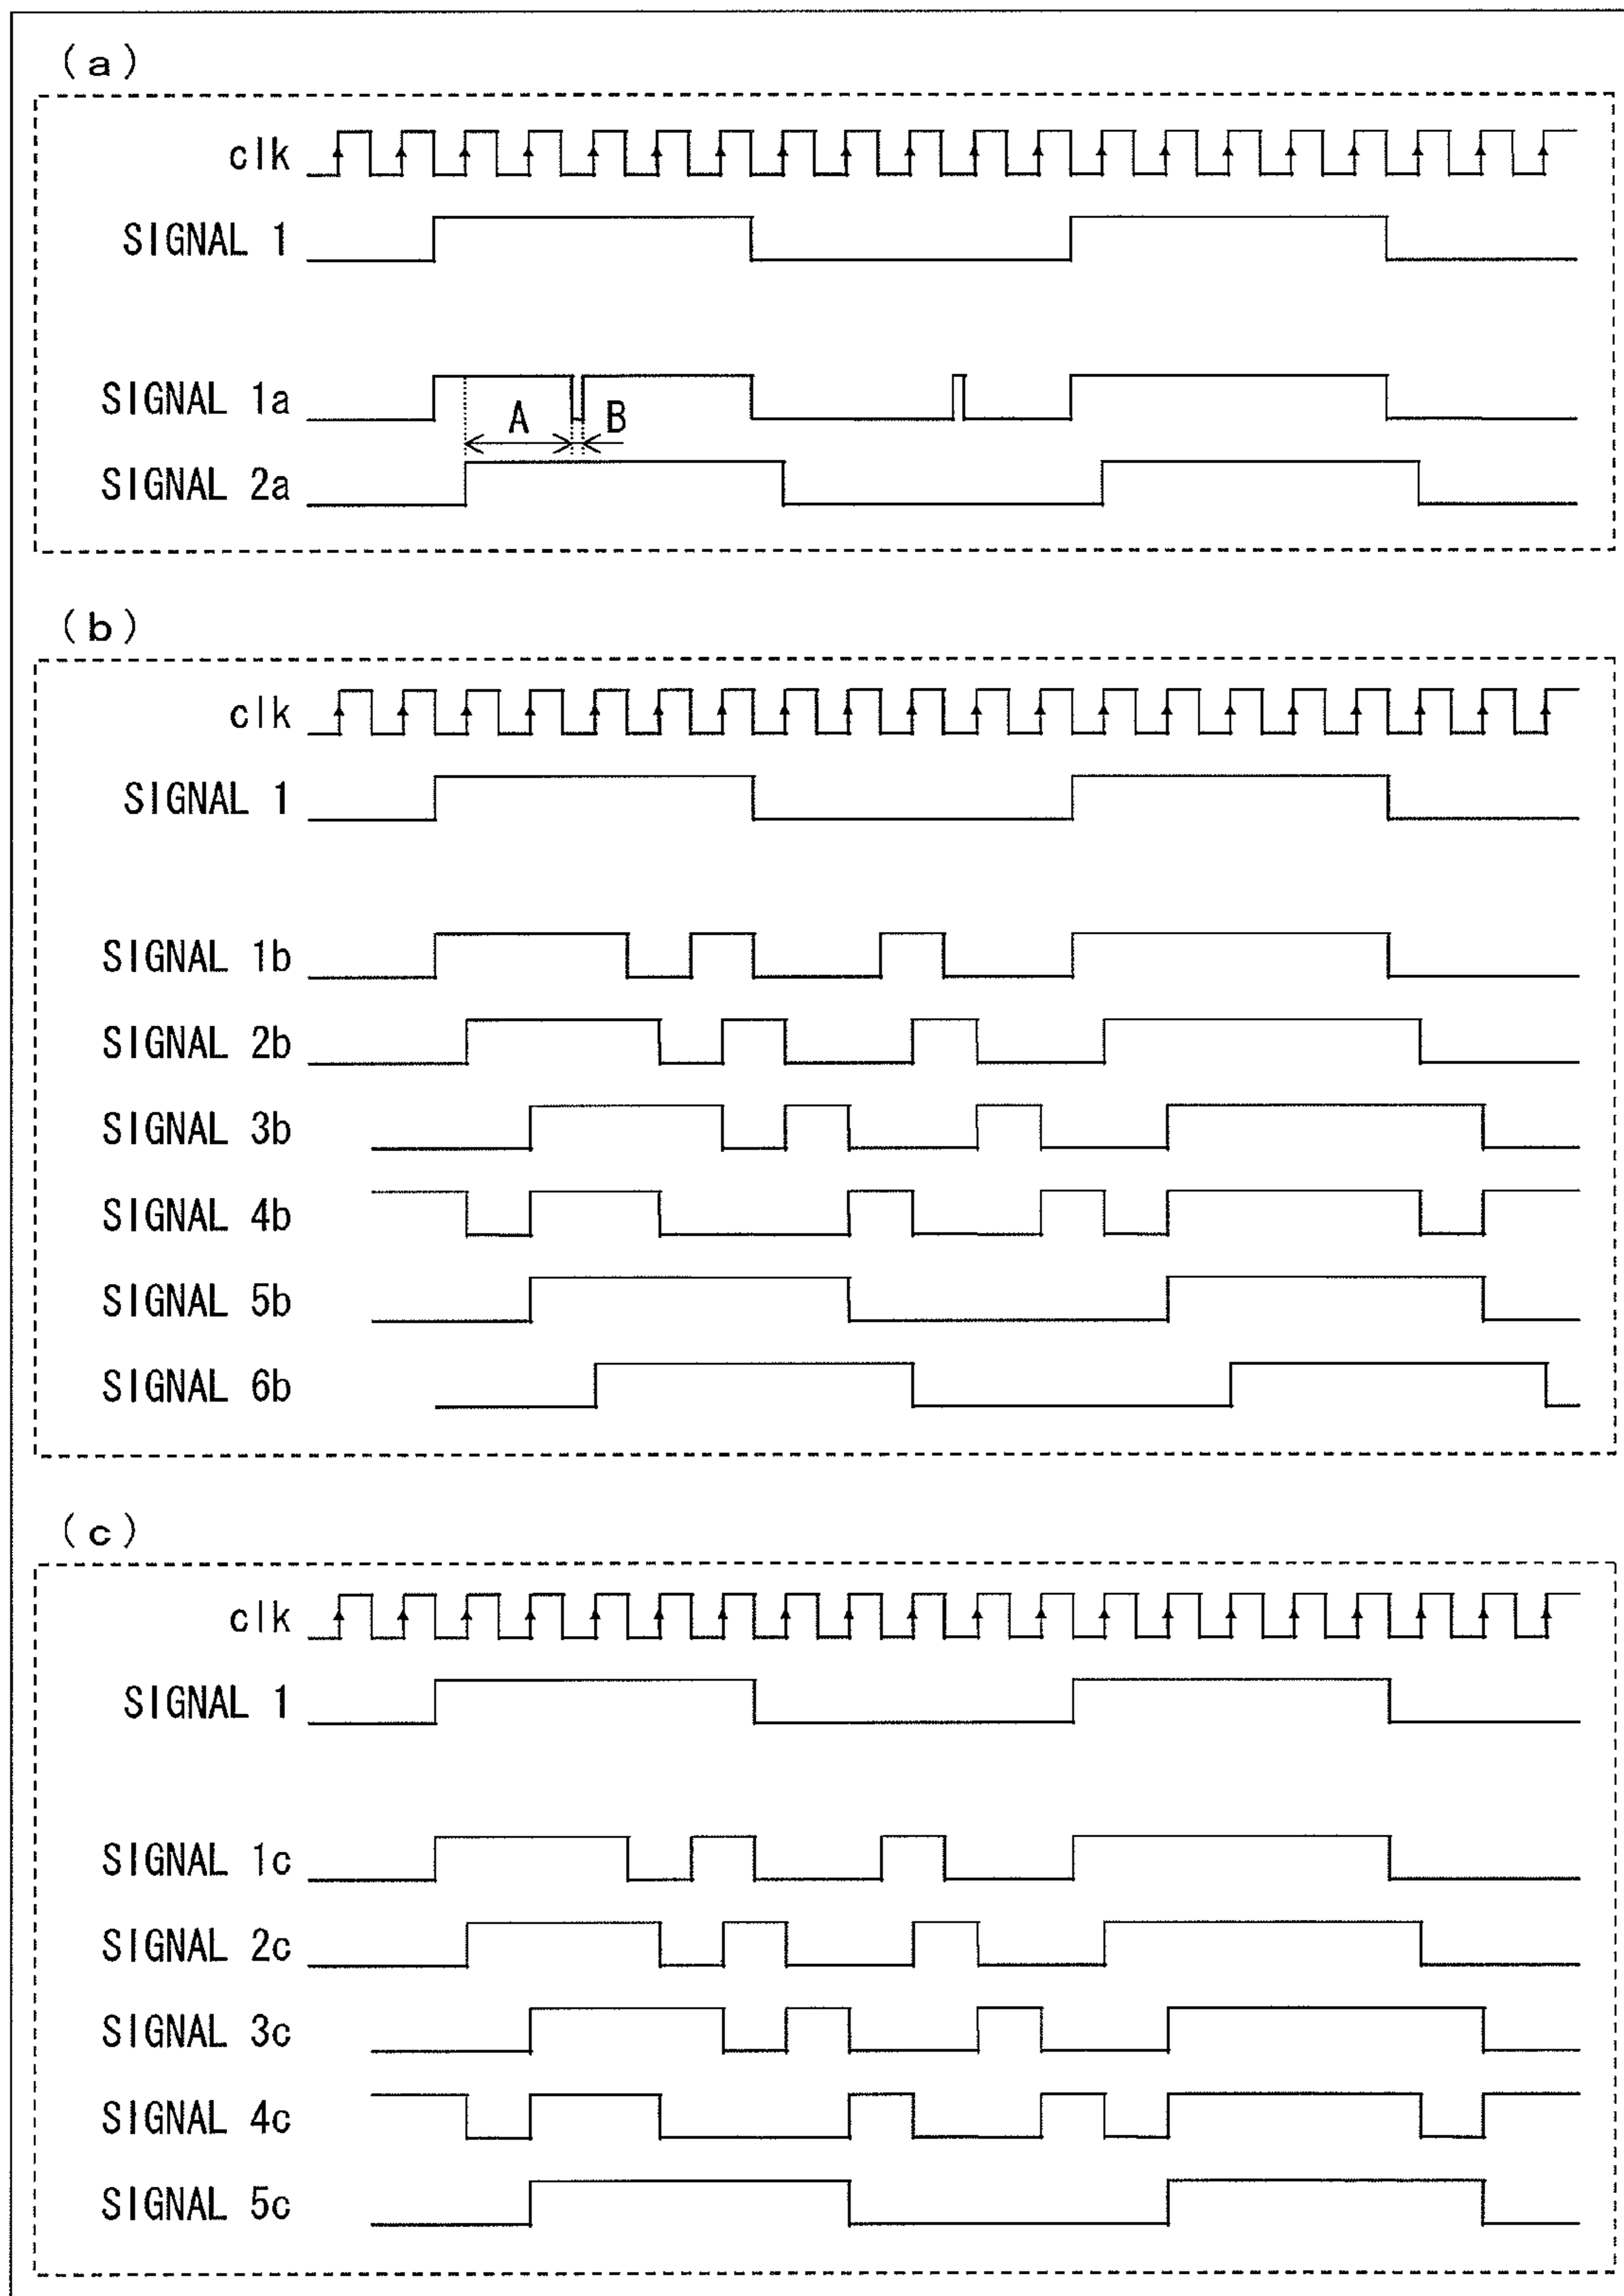 (a)
clk
SIGNAL 1
SIGNAL 1a
A B
SIGNAL 2a
(b)
clk
SIGNAL 1
SIGNAL 1b
SIGNAL 2b
SIGNAL 3b
SIGNAL 4b
SIGNAL 5b
SIGNAL 6b
(c)
clk
SIGNAL 1
SIGNAL 1c
SIGNAL 2c
SIGNAL 3c
SIGNAL 4c
SIGNAL 5c